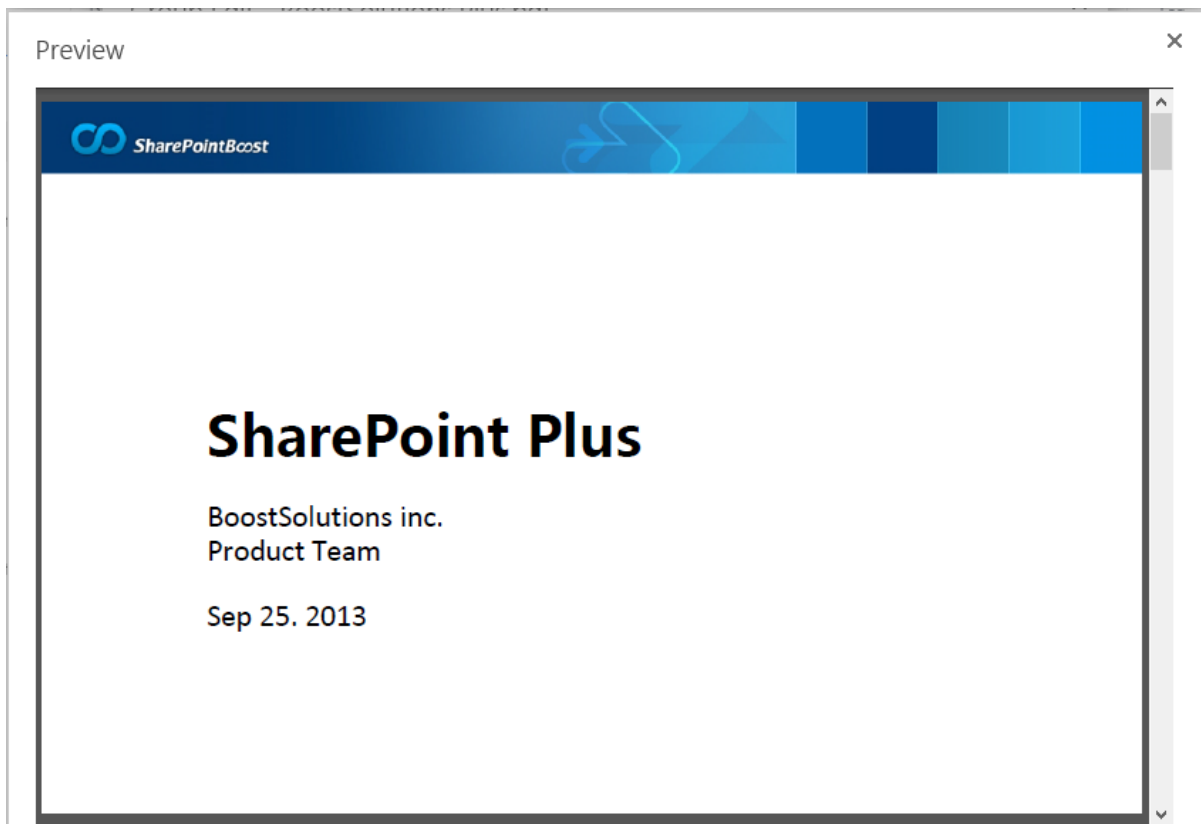 Preview
SharePointBoost
SharePoint Plus
BoostSolutions inc.
Product Team
Sep 25. 2013